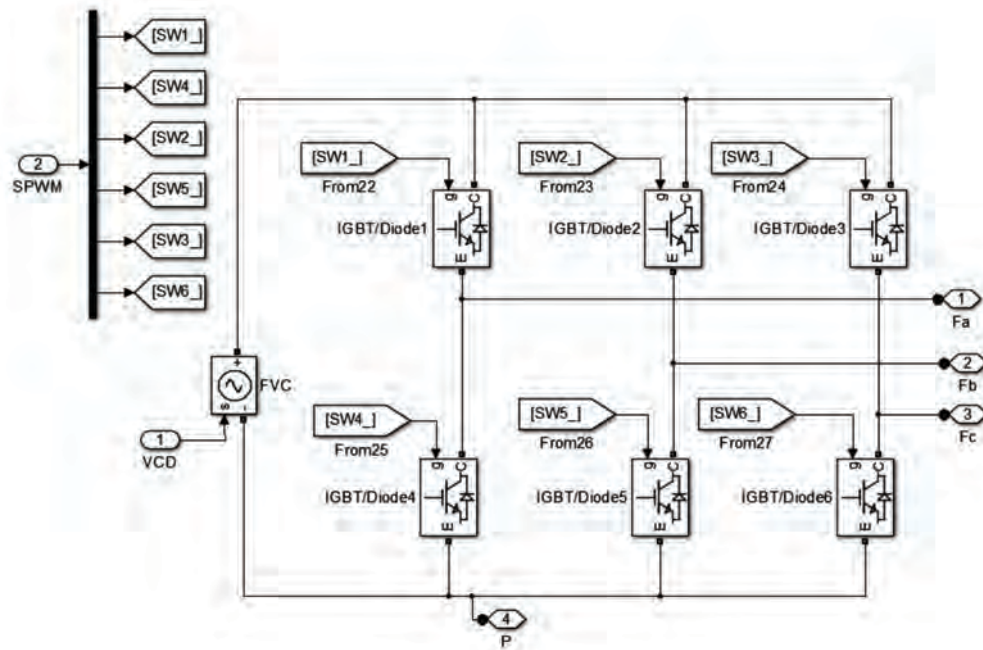 [SW1_]
[SW4_]
[SW2_]
[SW5_]
[SW3_]
[SW6_]
2
SPWM
[SW1_]
From22
[SW2_]
From23
[SW3_]
From24
g C
IGBT/Diode1
E
g C
IGBT/Diode2
E
g C
IGBT/Diode3
E
1
Fa
2
Fb
3
Fc
+
FVC
s -
1
VCD
[SW4_]
From25
[SW5_]
From26
[SW6_]
From27
g C
IGBT/Diode4
E
g C
IGBT/Diode5
E
g C
IGBT/Diode6
E
4
P